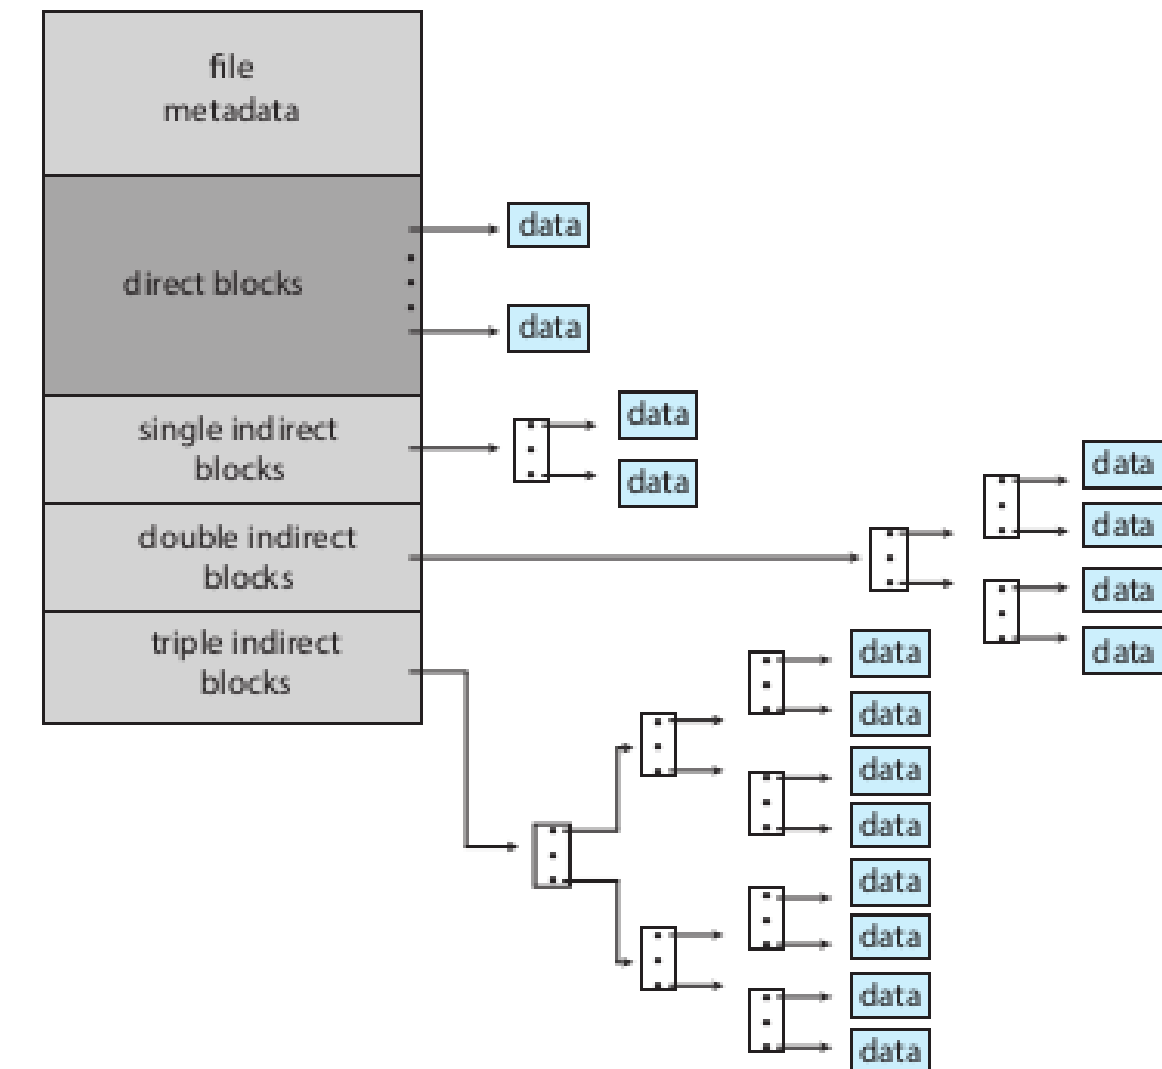 file
metadata
direct blocks
data
data
single indirect
blocks
data
data
double indirect
blocks
data
data
data
data
triple indirect
blocks
data
data
data
data
data
data
data
data